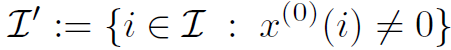 𝓘′ := {i ∈ 𝓘 : x⁽⁰⁾(i) ≠ 0}